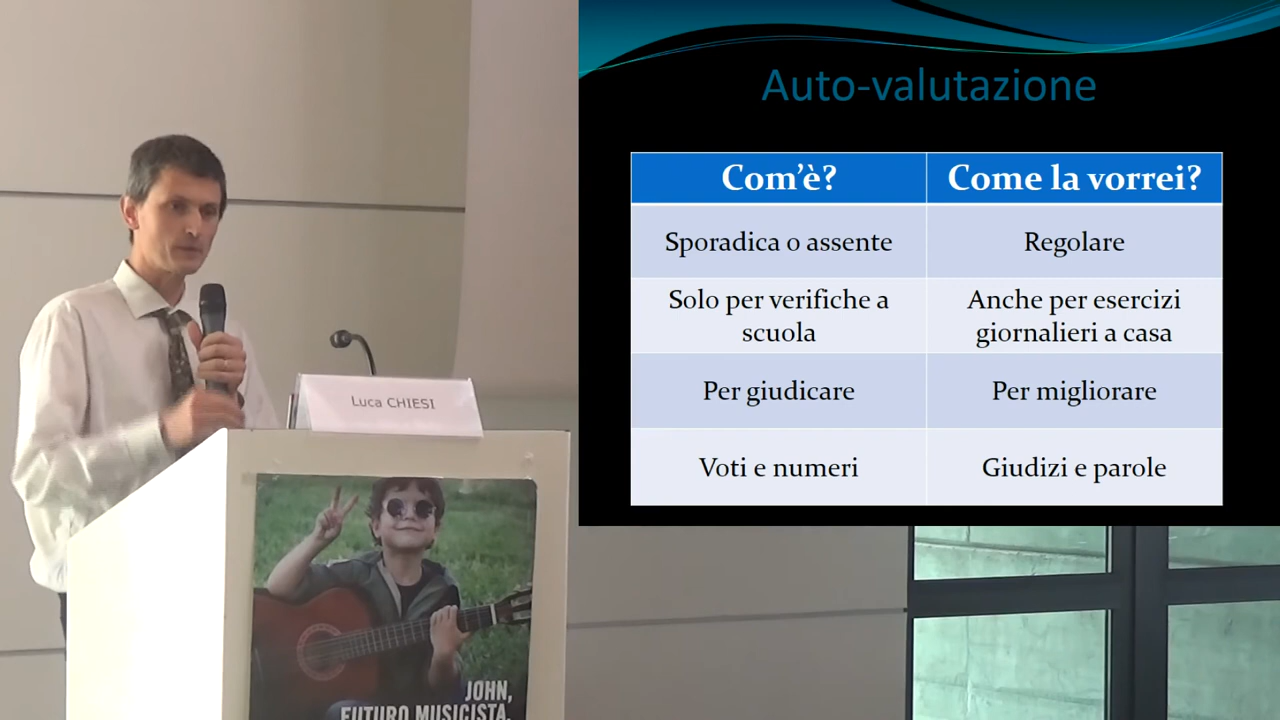 Auto-valutazione
Com'è?
Come la vorrei?
Sporadica o assente
Regolare
Solo per verifiche a
scuola
Anche per esercizi
giornalieri a casa
Per giudicare
Per migliorare
Voti e numeri
Giudizi e parole
Luca CHIESI
JOHN,
FUTURO MUSICISTA.